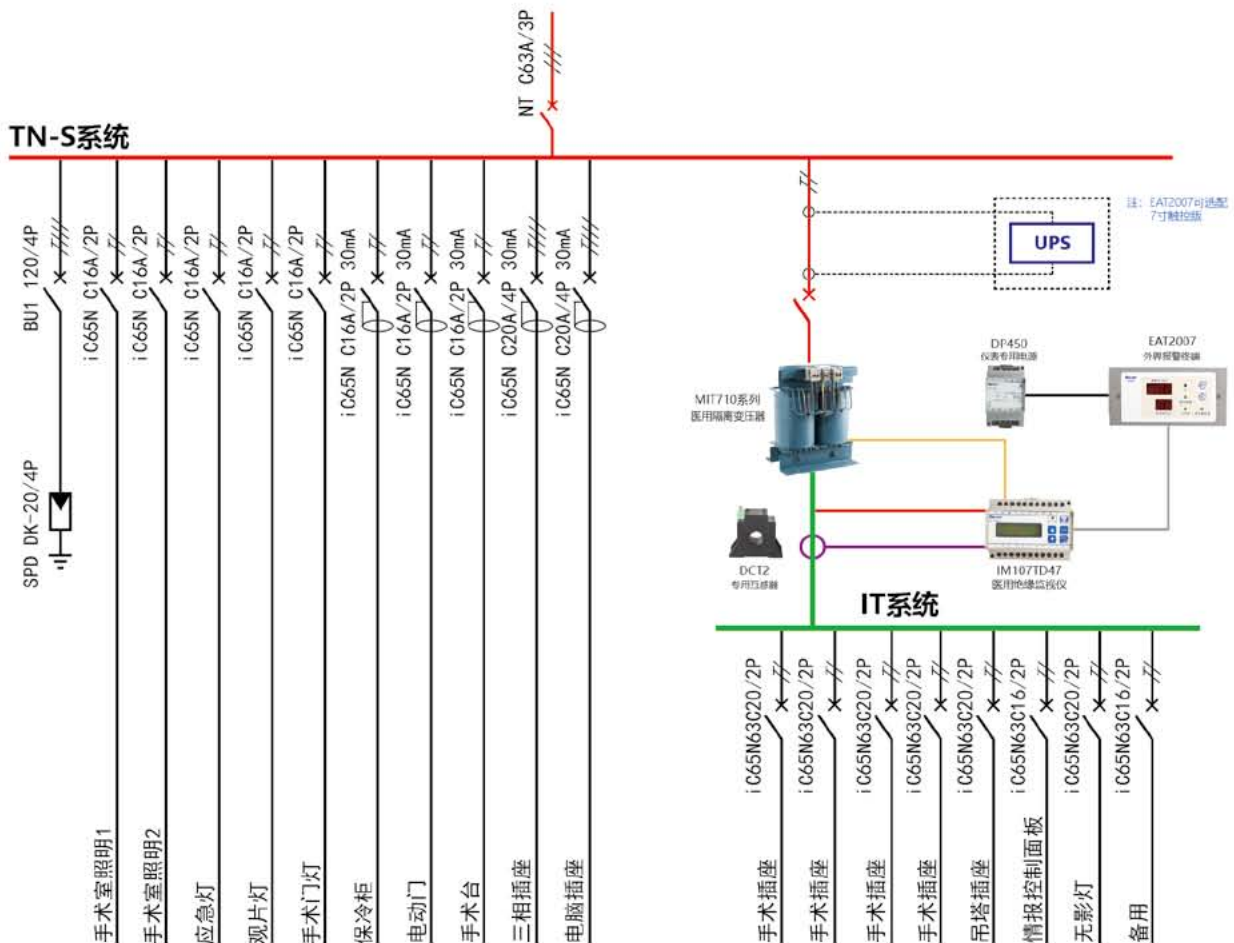 NT C63A/3P
TN-S系统
BU1 120/4P
iC65N C16A/2P
iC65N C16A/2P
iC65N C16A/2P
iC65N C16A/2P
iC65N C16A/2P
iC65N C16A/2P 30mA
iC65N C16A/2P 30mA
iC65N C16A/2P 30mA
iC65N C20A/4P 30mA
iC65N C20A/4P 30mA
SPD DK-20/4P
手术室照明1
手术室照明2
应急灯
观片灯
手术门灯
保冷柜
电动门
手术台
三相插座
电脑插座
注: EAT2007可选配
7寸触控版
UPS
DP450
仪表专用电源
EAT2007
外界报警终端
MIT710系列
医用隔离变压器
DCT2
专用互感器
IM107TD47
医用绝缘监视仪
IT系统
iC65N63C20/2P
iC65N63C20/2P
iC65N63C20/2P
iC65N63C20/2P
iC65N63C20/2P
iC65N63C16/2P
iC65N63C20/2P
iC65N63C16/2P
手术插座
手术插座
手术插座
手术插座
吊塔插座
情报控制面板
无影灯
备用